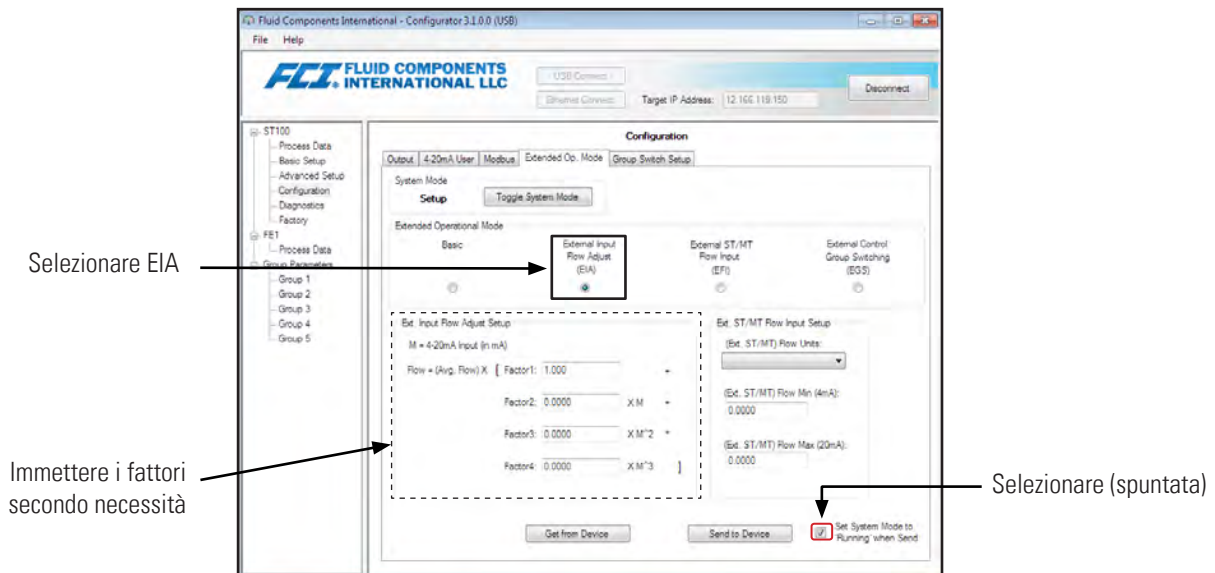 Fluid Components International - Configurator 3.1.0.0 (USB)
File Help
FCI FLUID COMPONENTS
® INTERNATIONAL LLC
USB Connect
Ethernet Connect
Target IP Address: 12.166.118.150
Disconnect
ST100
Process Data
Basic Setup
Advanced Setup
Configuration
Diagnostics
Factory
FE1
Process Data
Group Parameters
Group 1
Group 2
Group 3
Group 4
Group 5
Configuration
Output 4-20mA User Modbus Extended Op. Mode Group Switch Setup
System Mode
Setup
Toggle System Mode
Extended Operational Mode
Basic
External Input
Flow Adjust
(EIA)
External ST/MT
Flow Input
(EFI)
External Control
Group Switching
(EGS)
Ext. Input Flow Adjust Setup
M = 4-20mA input (in mA)
Flow = (Avg. Flow) X [ Factor1: 1.000 +
Factor2: 0.0000 X M +
Factor3: 0.0000 X M^2 +
Factor4: 0.0000 X M^3 ]
Ext. ST/MT Flow Input Setup
(Ext. ST/MT) Flow Units:
(Ext. ST/MT) Flow Min (4mA):
0.0000
(Ext. ST/MT) Flow Max (20mA):
0.0000
Get from Device
Send to Device
Set System Mode to
'Running' when Send
Selezionare EIA
Immettere i fattori
secondo necessità
Selezionare (spuntata)